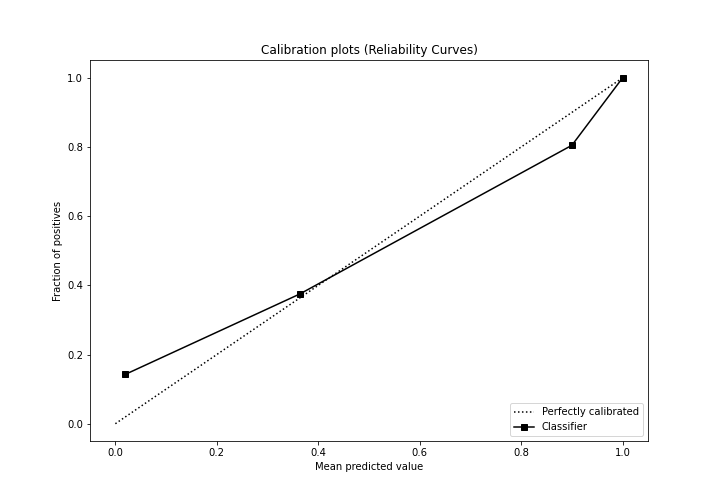 Calibration plots (Reliability Curves)
1.0
0.8
0.6
0.4
0.2
0.0
Fraction of positives
0.0 0.2 0.4 0.6 0.8 1.0
Mean predicted value
Perfectly calibrated
Classifier